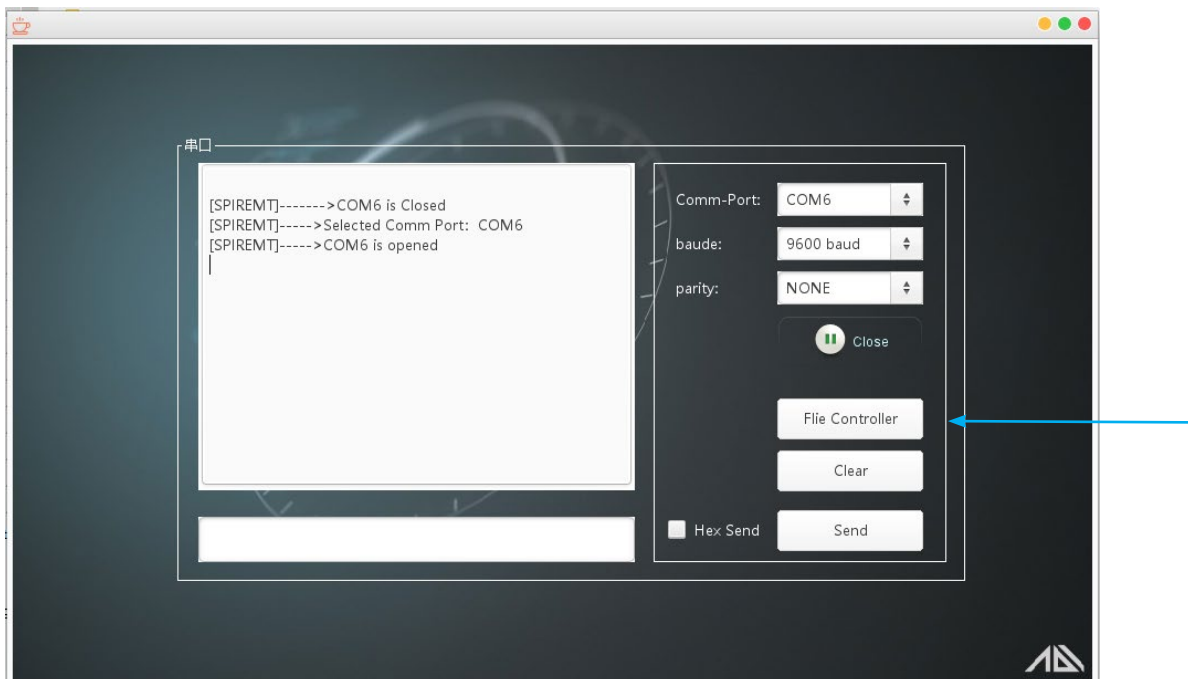 串口
[SPIREMT]------->COM6 is Closed
[SPIREMT]----->Selected Comm Port:  COM6
[SPIREMT]----->COM6 is opened
Comm-Port:
COM6
baude:
9600 baud
parity:
NONE
Close
Flie Controller
Clear
Hex Send
Send